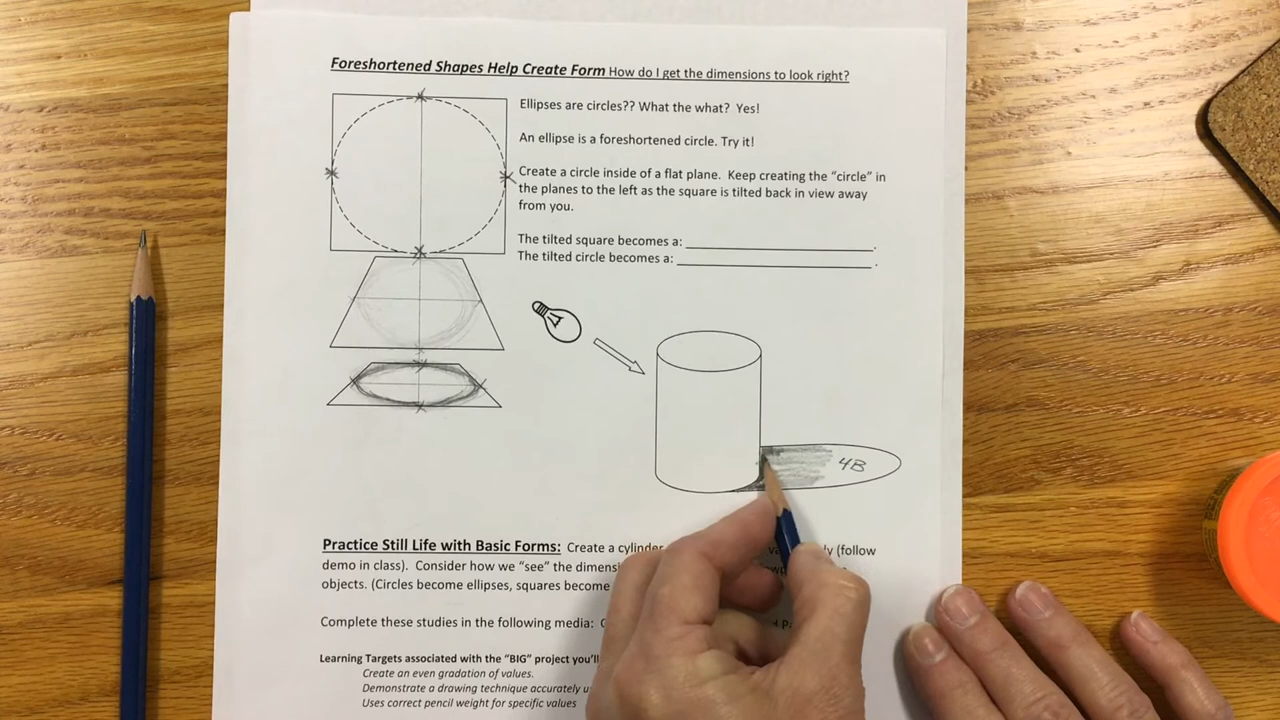 Foreshortened Shapes Help Create Form How do I get the dimensions to look right?
Ellipses are circles?? What the what? Yes!
An ellipse is a foreshortened circle. Try it!
Create a circle inside of a flat plane. Keep creating the “circle” in
the planes to the left as the square is tilted back in view away
from you.
The tilted square becomes a: .
The tilted circle becomes a: .
4B
Practice Still Life with Basic Forms: Create a cylinder (follow
demo in class). Consider how we “see” the
objects. (Circles become ellipses, squares become
Complete these studies in the following media:
Learning Targets associated with the “BIG” project
Create an even gradation of values.
Demonstrate a drawing technique accurately
Uses correct pencil weight for specific values